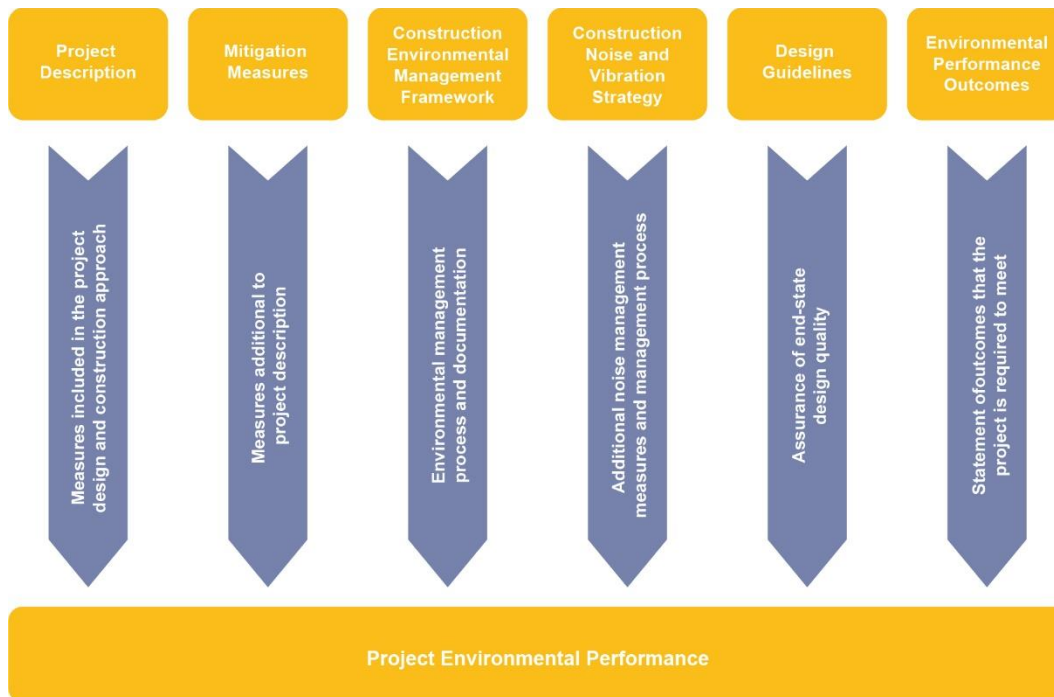 Project
Description
Mitigation
Measures
Construction
Environmental
Management
Framework
Construction
Noise and
Vibration
Strategy
Design
Guidelines
Environmental
Performance
Outcomes
Measures included in the project
design and construction approach
Measures additional to
project description
Environmental management
process and documentation
Additional noise management
measures and management process
Assurance of end-state
design quality
Statement ofoutcomes that the
project is required to meet
Project Environmental Performance